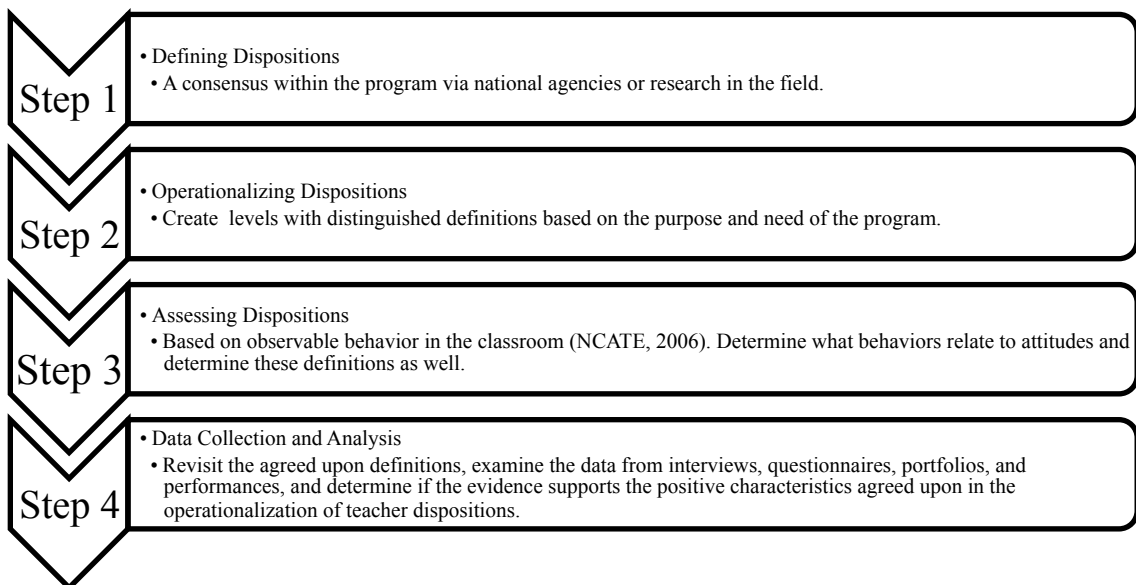 Step 1
• Defining Dispositions
• A consensus within the program via national agencies or research in the field.
Step 2
• Operationalizing Dispositions
• Create levels with distinguished definitions based on the purpose and need of the program.
Step 3
• Assessing Dispositions
• Based on observable behavior in the classroom (NCATE, 2006). Determine what behaviors relate to attitudes and
determine these definitions as well.
Step 4
• Data Collection and Analysis
• Revisit the agreed upon definitions, examine the data from interviews, questionnaires, portfolios, and
performances, and determine if the evidence supports the positive characteristics agreed upon in the
operationalization of teacher dispositions.